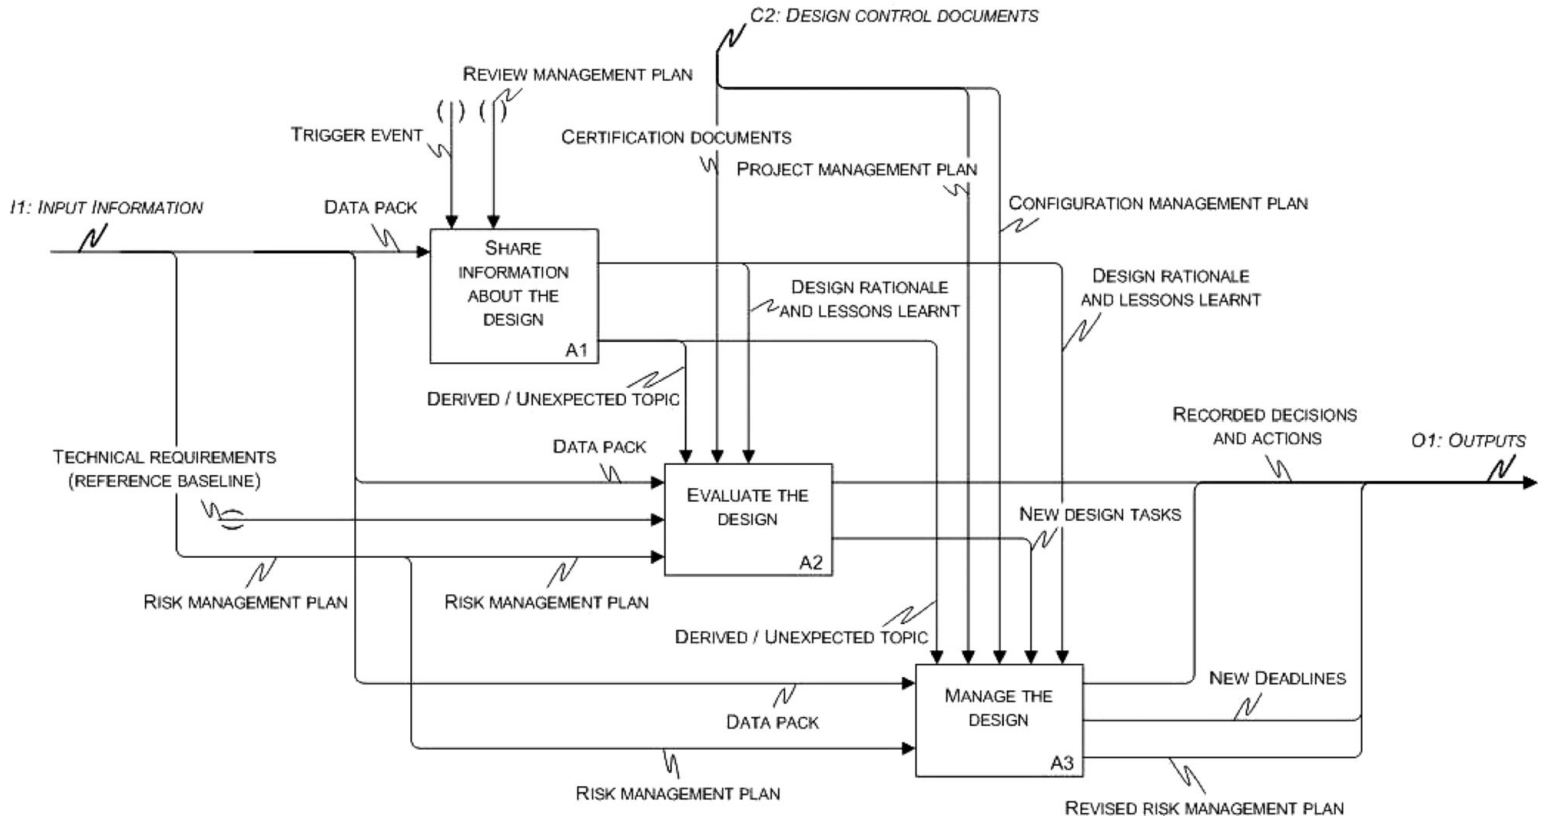 C2: DESIGN CONTROL DOCUMENTS
REVIEW MANAGEMENT PLAN
( ) ( )
TRIGGER EVENT
CERTIFICATION DOCUMENTS
PROJECT MANAGEMENT PLAN
I1: INPUT INFORMATION
DATA PACK
CONFIGURATION MANAGEMENT PLAN
SHARE
INFORMATION
ABOUT THE
DESIGN
A1
DESIGN RATIONALE
AND LESSONS LEARNT
DESIGN RATIONALE
AND LESSONS LEARNT
DERIVED / UNEXPECTED TOPIC
RECORDED DECISIONS
AND ACTIONS
O1: OUTPUTS
DATA PACK
TECHNICAL REQUIREMENTS
(REFERENCE BASELINE)
EVALUATE THE
DESIGN
A2
NEW DESIGN TASKS
RISK MANAGEMENT PLAN
RISK MANAGEMENT PLAN
DERIVED / UNEXPECTED TOPIC
MANAGE THE
DESIGN
A3
NEW DEADLINES
DATA PACK
RISK MANAGEMENT PLAN
REVISED RISK MANAGEMENT PLAN